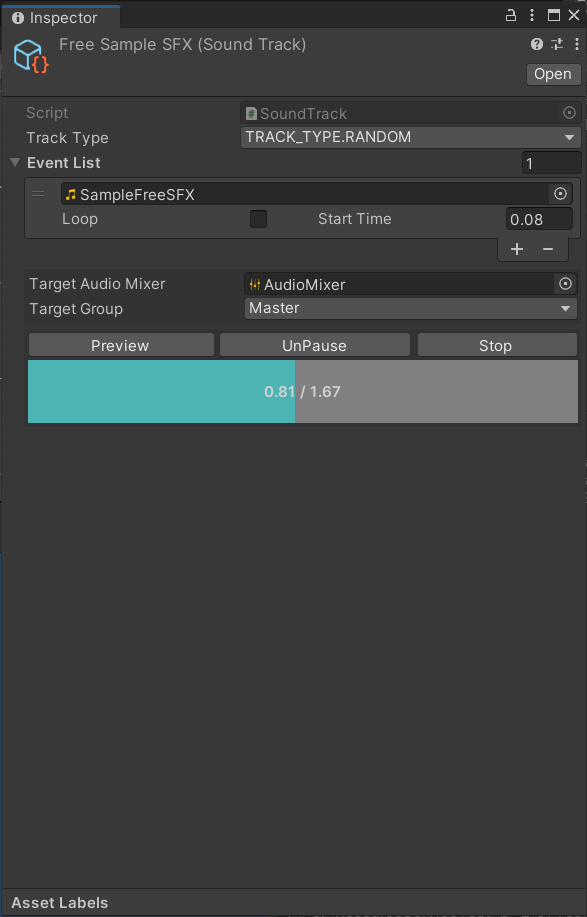 Inspector
Free Sample SFX (Sound Track)
Open
Script SoundTrack
Track Type TRACK_TYPE.RANDOM
Event List 1
SampleFreeSFX
Loop Start Time 0.08
Target Audio Mixer AudioMixer
Target Group Master
Preview UnPause Stop
0.81 / 1.67
Asset Labels